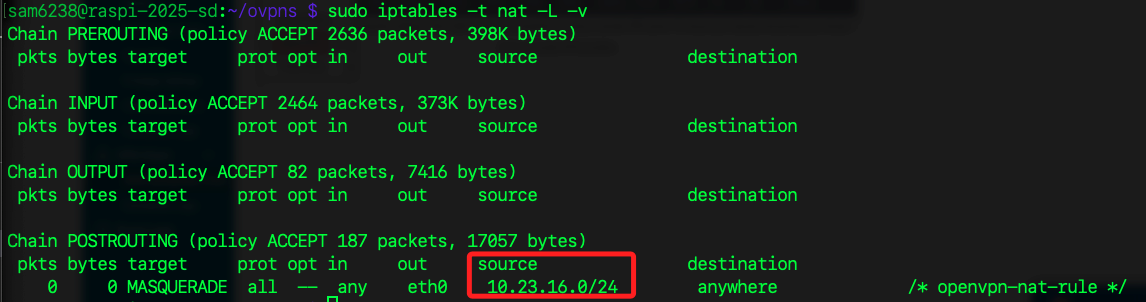 sam6238@raspi-2025-sd:~/ovpns $ sudo iptables -t nat -L -v
Chain PREROUTING (policy ACCEPT 2636 packets, 398K bytes)
pkts bytes target prot opt in out source destination
Chain INPUT (policy ACCEPT 2464 packets, 373K bytes)
pkts bytes target prot opt in out source destination
Chain OUTPUT (policy ACCEPT 82 packets, 7416 bytes)
pkts bytes target prot opt in out source destination
Chain POSTROUTING (policy ACCEPT 187 packets, 17057 bytes)
pkts bytes target prot opt in out source destination
0 0 MASQUERADE all -- any eth0 10.23.16.0/24 anywhere /* openvpn-nat-rule */